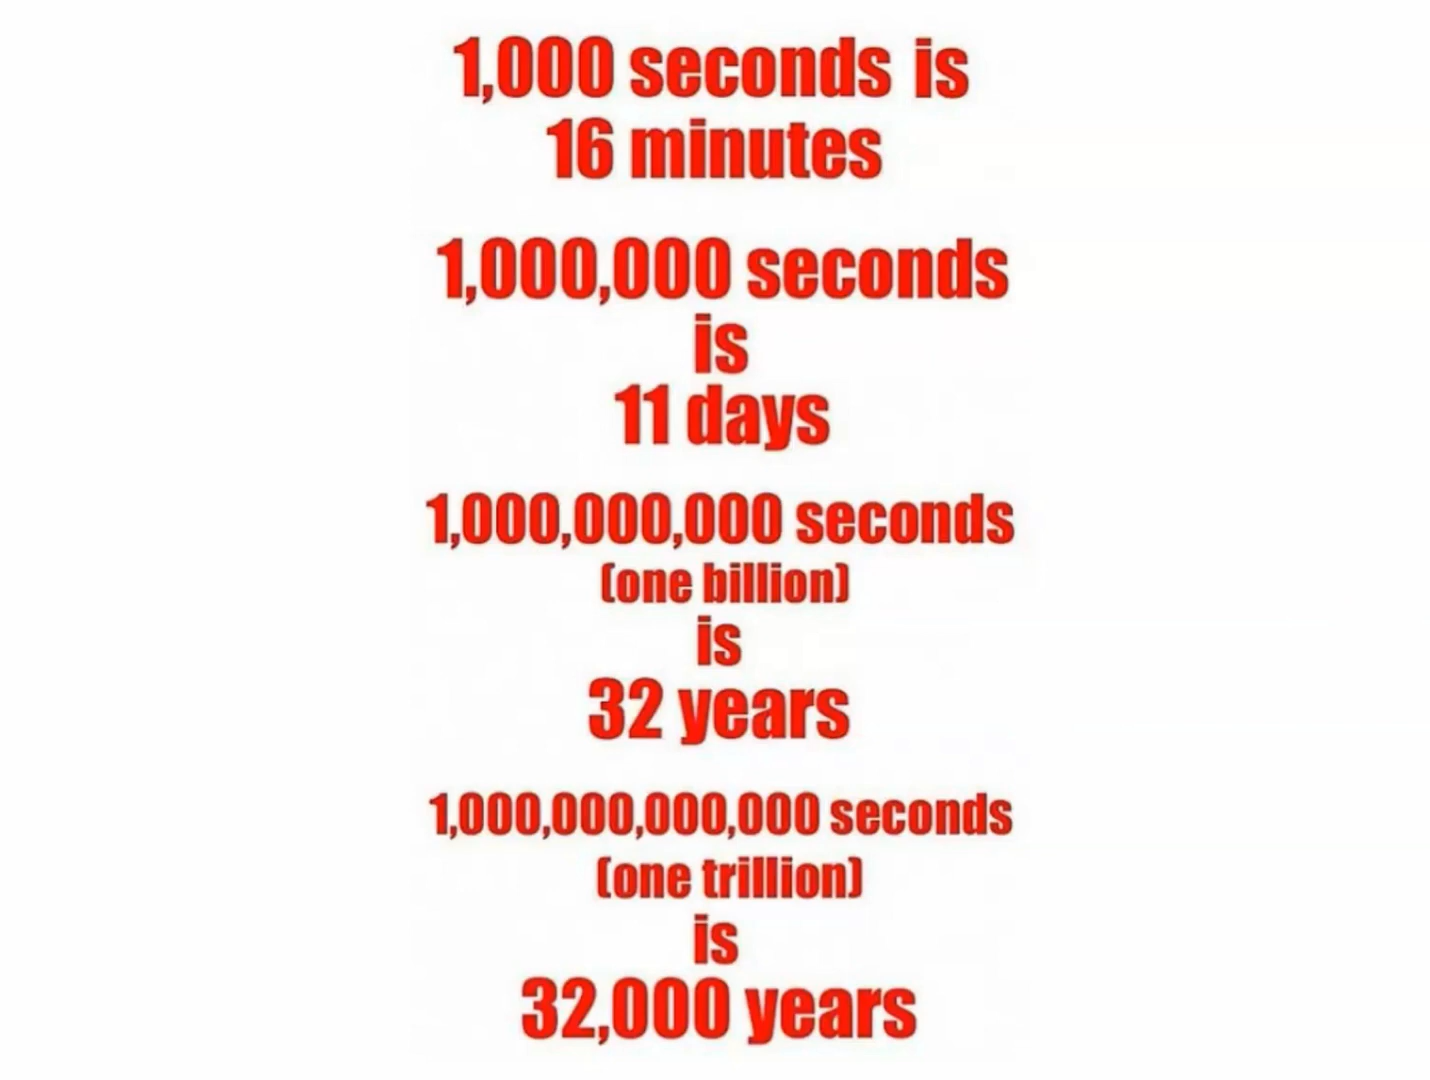 1,000 seconds is
16 minutes
1,000,000 seconds
is
11 days
1,000,000,000 seconds
(one billion)
is
32 years
1,000,000,000,000 seconds
(one trillion)
is
32,000 years